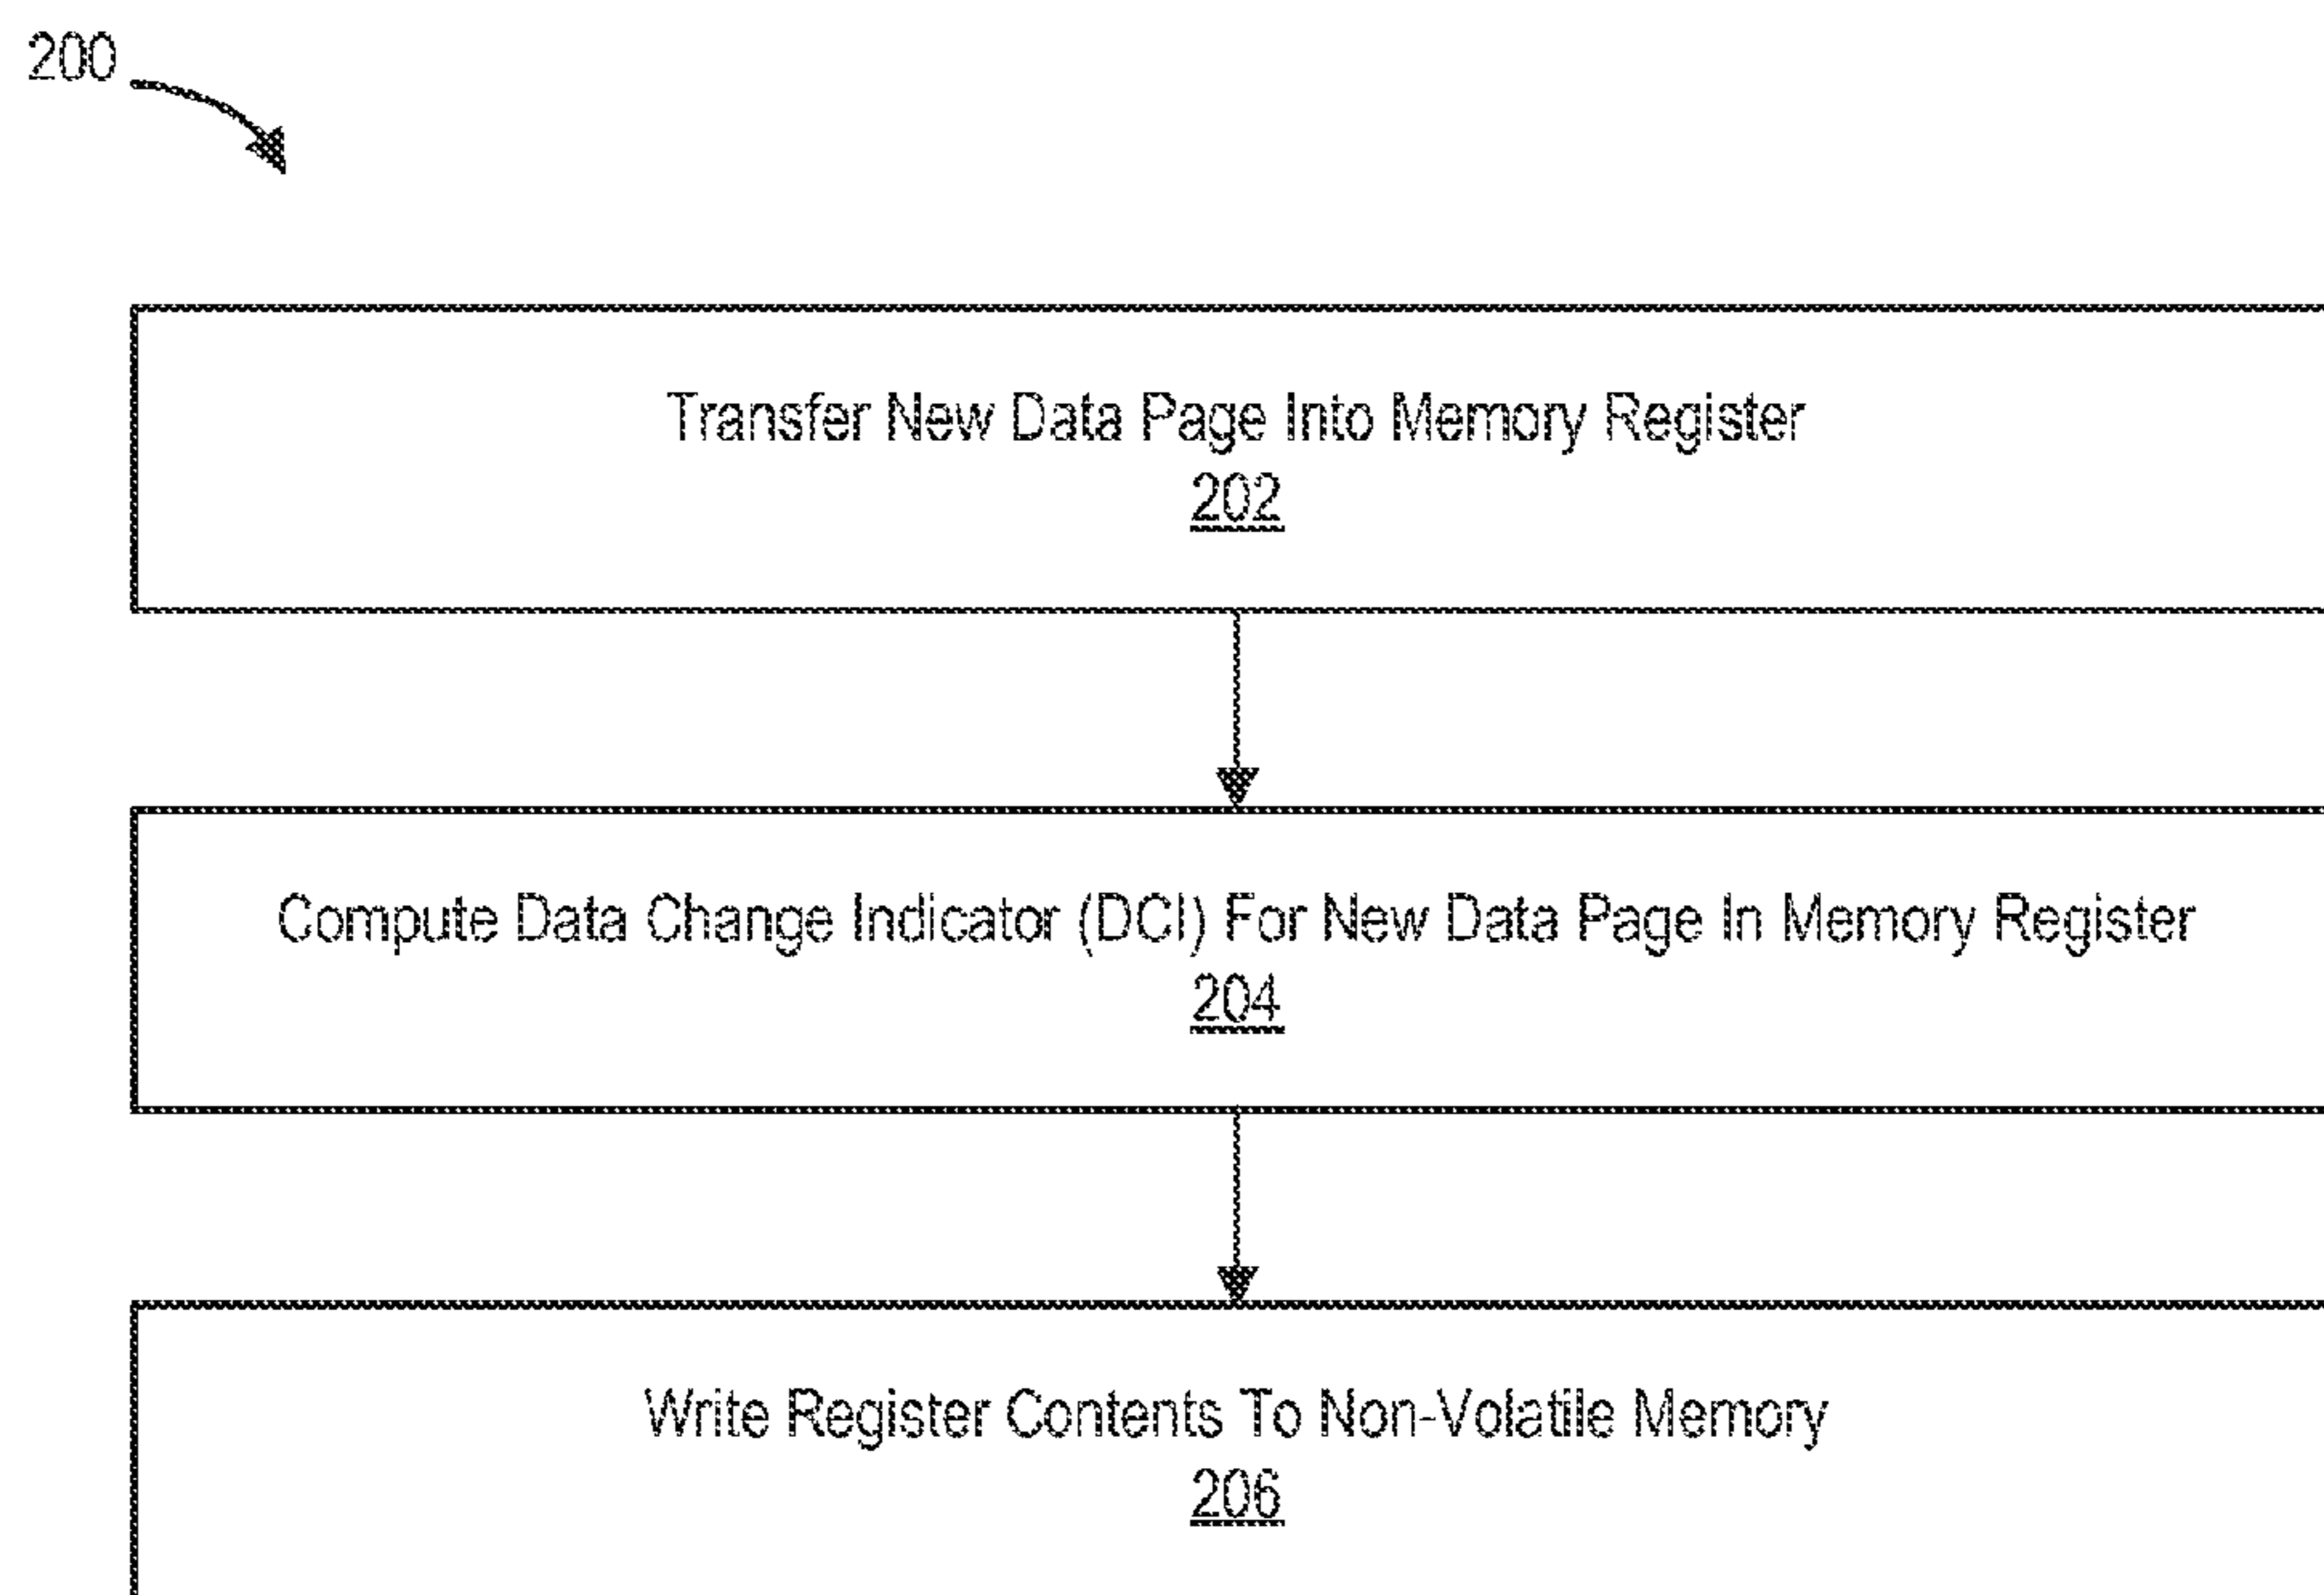 200
Transfer New Data Page Into Memory Register
202
Compute Data Change Indicator (DCI) For New Data Page In Memory Register
204
Write Register Contents To Non-Volatile Memory
206